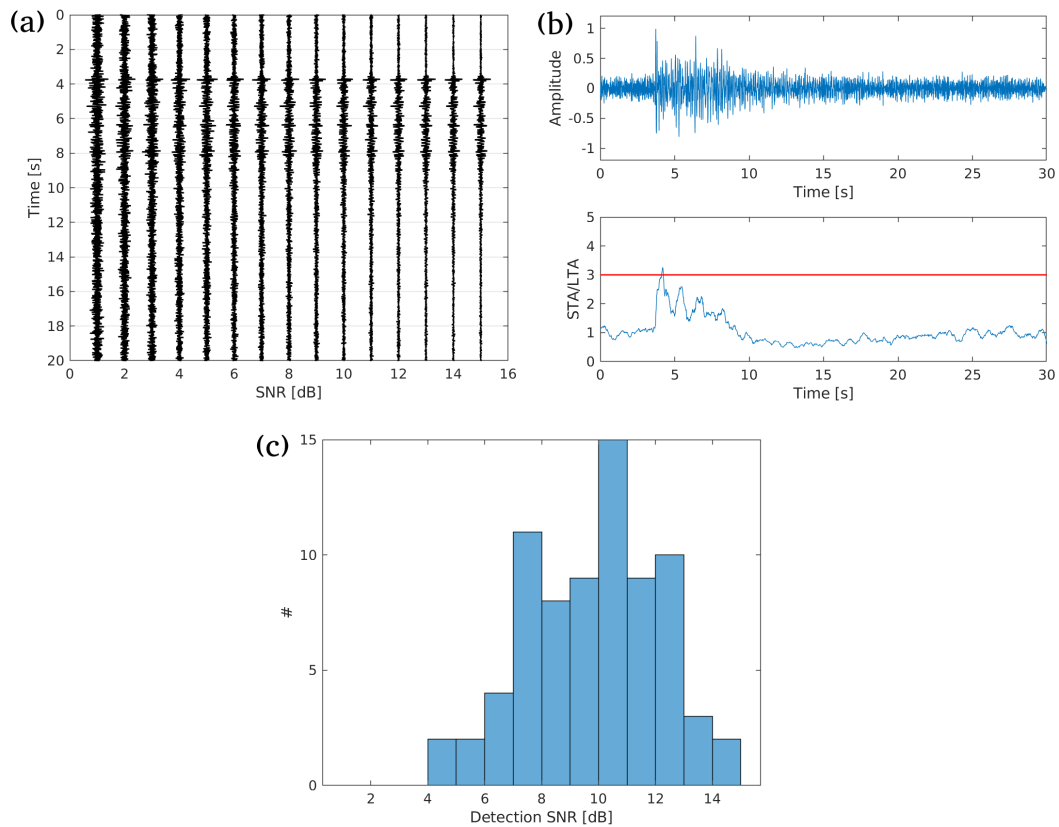 (a)
0
2
4
6
8
10
12
14
16
18
20
Time [s]
0 2 4 6 8 10 12 14 16
SNR [dB]
(b)
1
0.5
0
-0.5
-1
Amplitude
0 5 10 15 20 25 30
Time [s]
5
4
3
2
1
0
STA/LTA
0 5 10 15 20 25 30
Time [s]
(c)
15
10
5
0
#
2 4 6 8 10 12 14
Detection SNR [dB]